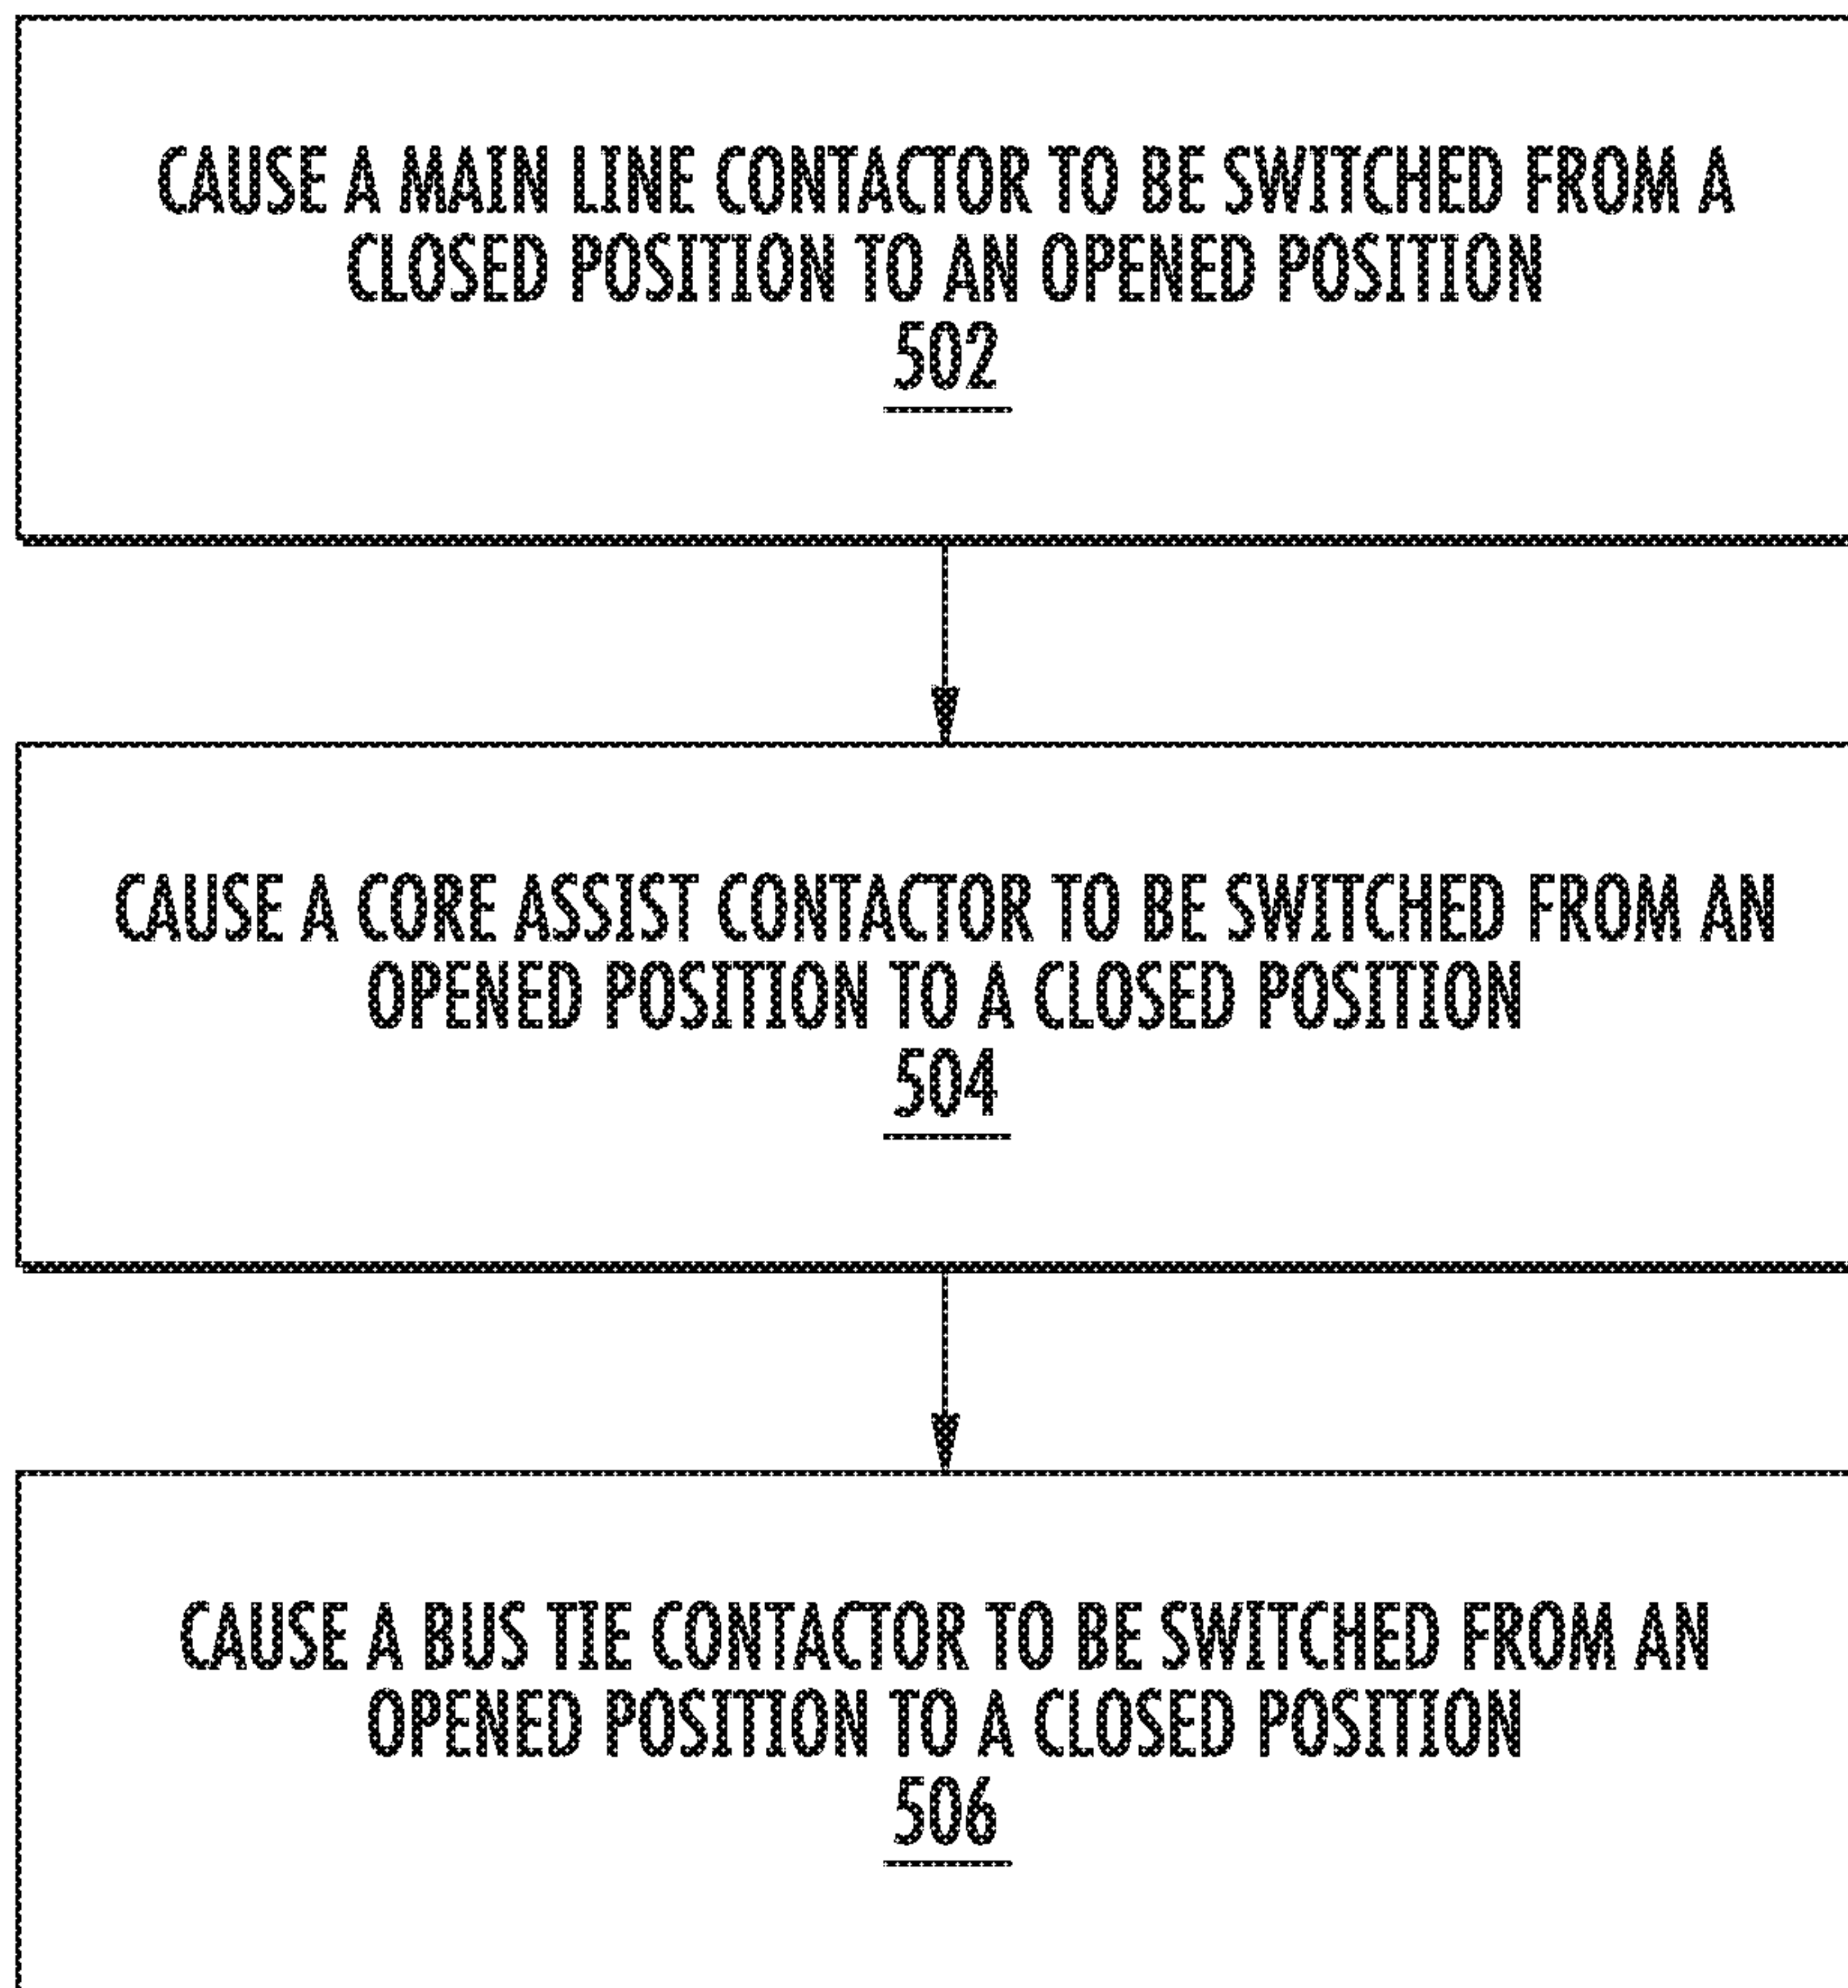 CAUSE A MAIN LINE CONTACTOR TO BE SWITCHED FROM A
CLOSED POSITION TO AN OPENED POSITION
502
CAUSE A CORE ASSIST CONTACTOR TO BE SWITCHED FROM AN
OPENED POSITION TO A CLOSED POSITION
504
CAUSE A BUS TIE CONTACTOR TO BE SWITCHED FROM AN
OPENED POSITION TO A CLOSED POSITION
506